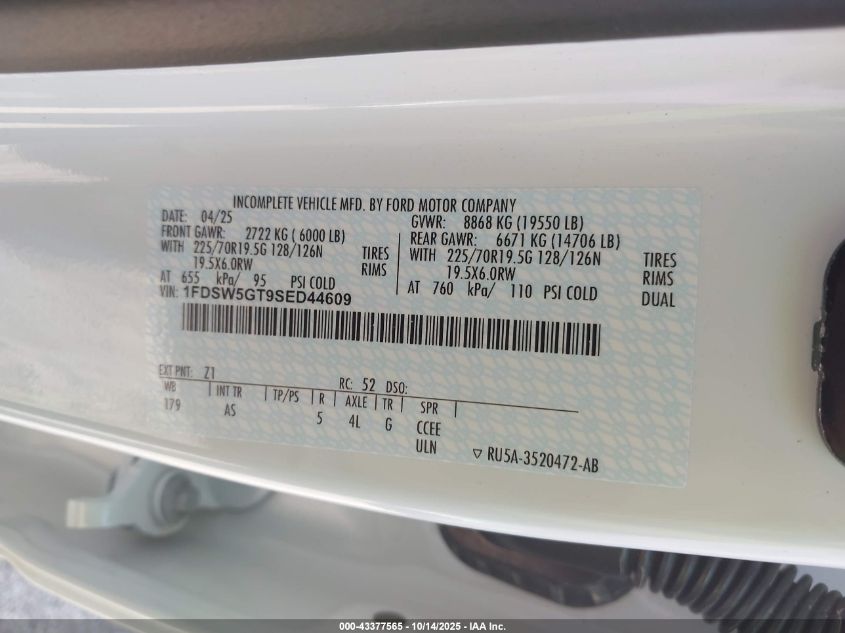 INCOMPLETE VEHICLE MFD. BY FORD MOTOR COMPANY
DATE: 04/25 GVWR: 8868 KG (19550 LB)
FRONT GAWR: 2722 KG ( 6000 LB) REAR GAWR: 6671 KG (14706 LB)
WITH 225/70R19.5G 128/126N TIRES WITH 225/70R19.5G 128/126N TIRES
19.5X6.0RW RIMS 19.5X6.0RW RIMS
AT 655 kPa/ 95 PSI COLD AT 760 kPa/ 110 PSI COLD DUAL
VIN: 1FDSW5GT9SED44609
EXT PNT: Z1 RC: 52 DSO:
WB INT TR TP/PS R AXLE TR SPR
179 AS 5 4L G CCEE
ULN
RU5A-3520472-AB
000-43377565 | 10/14/2025 | IAA Inc.